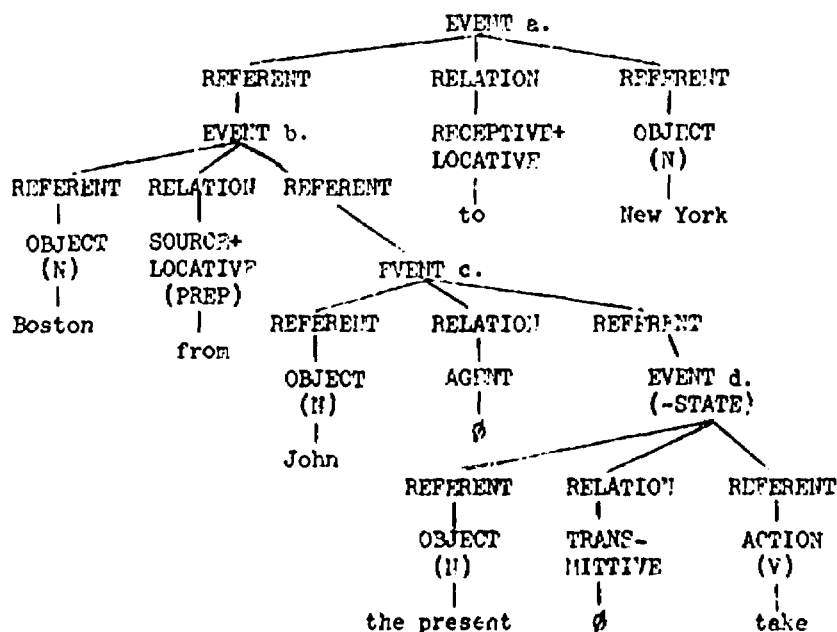 EVENT a.
REFERENT RELATION REFERENT
EVENT b. RECEPTIVE+ OBJECT
LOCATIVE (N)
REFERENT RELATION REFERENT to New York
OBJECT SOURCE+
(N) LOCATIVE EVENT c.
(PREP)
Boston REFERENT RELATION REFERENT
from
OBJECT AGENT EVENT d.
(N) (-STATE)
John Ø
REFERENT RELATION REFERENT
OBJECT TRANS- ACTION
(N) MITTIVE (V)
the present Ø take